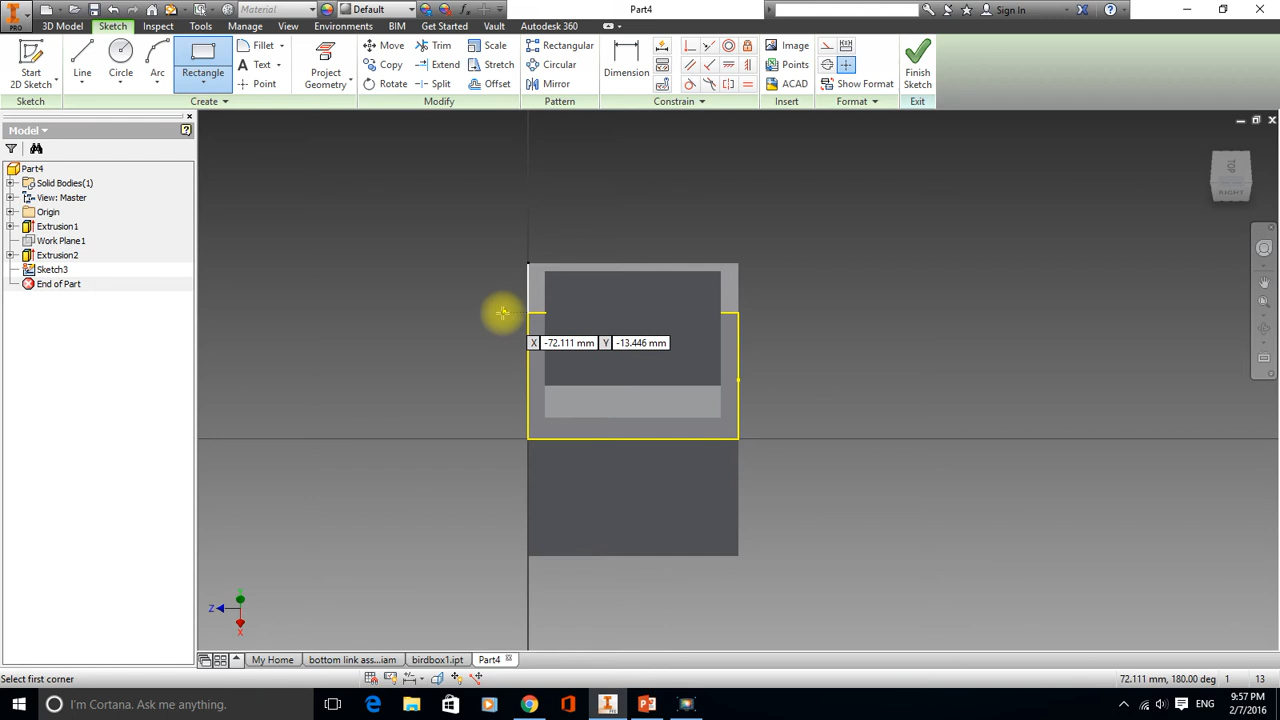 Material
Default
Part4
Sign In
PRO
3D Model Sketch Inspect Tools Manage View Environments BIM Get Started Vault Autodesk 360
Start
2D Sketch
Line
Circle
Arc
Rectangle
Fillet
Text
Point
Project
Geometry
Move
Copy
Rotate
Trim
Extend
Split
Scale
Stretch
Offset
Rectangular
Circular
Mirror
Dimension
Image
Points
ACAD
Show Format
Finish
Sketch
Sketch Create Modify Pattern Constrain Insert Format Exit
Model
Part4
Solid Bodies(1)
View: Master
Origin
Extrusion1
Work Plane1
Extrusion2
Sketch3
End of Part
TOP
RIGHT
X -72.111 mm Y -13.446 mm
Z
X
My Home bottom link ass....iam birdbox1.ipt Part4
Select first corner
72.111 mm, 180.00 deg 1 13
I'm Cortana. Ask me anything.
ENG
9:57 PM
2/7/2016